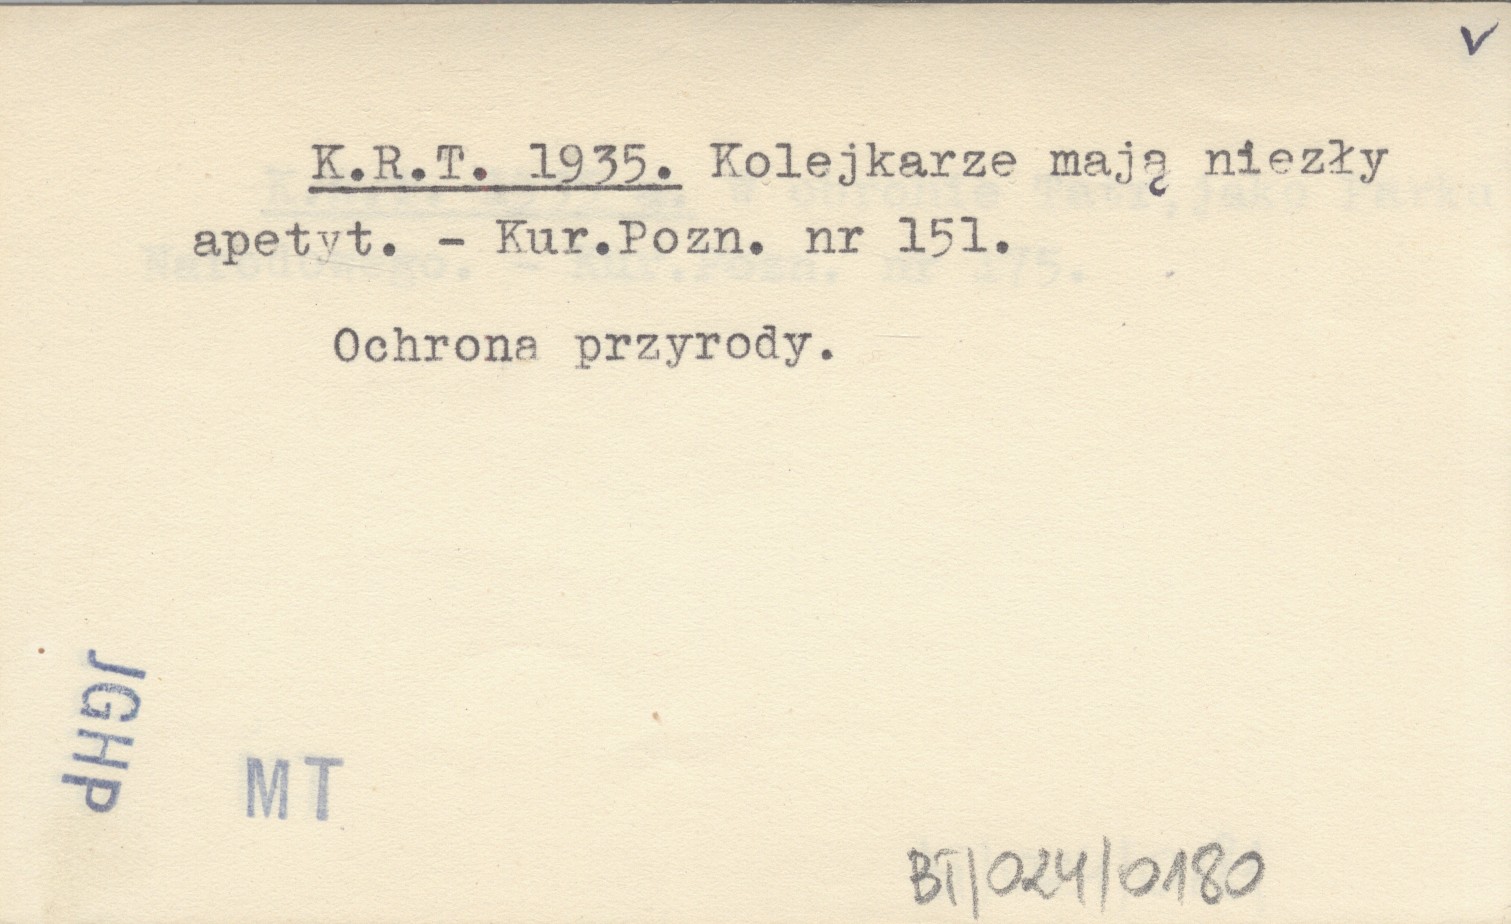 K.R.T. 1935. Kolejkarze mają niezły
apetyt. - Kur.Pozn. nr 151.
Ochrona przyrody.
JGHP
MT
BT/024/0180